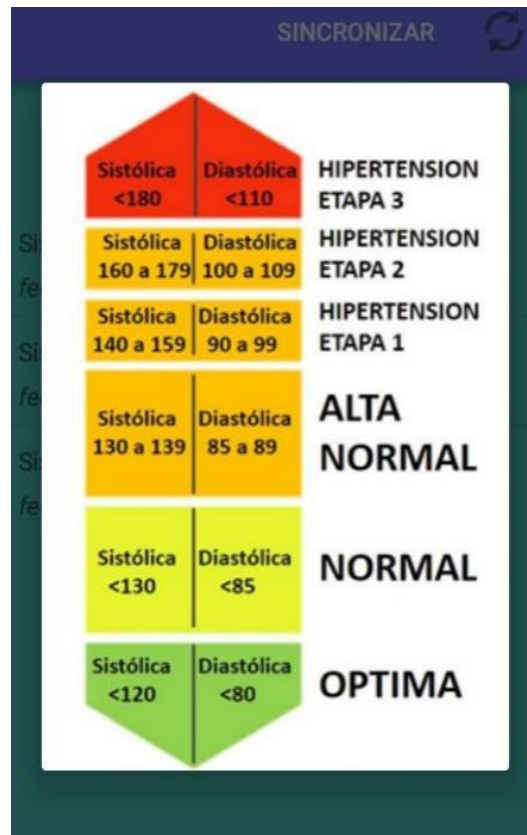 SINCRONIZAR
Sistólica Diastólica HIPERTENSION
<180 <110 ETAPA 3
Sistólica Diastólica HIPERTENSION
160 a 179 100 a 109 ETAPA 2
Sistólica Diastólica HIPERTENSION
140 a 159 90 a 99 ETAPA 1
Sistólica Diastólica ALTA
130 a 139 85 a 89 NORMAL
Sistólica Diastólica NORMAL
<130 <85
Sistólica Diastólica OPTIMA
<120 <80